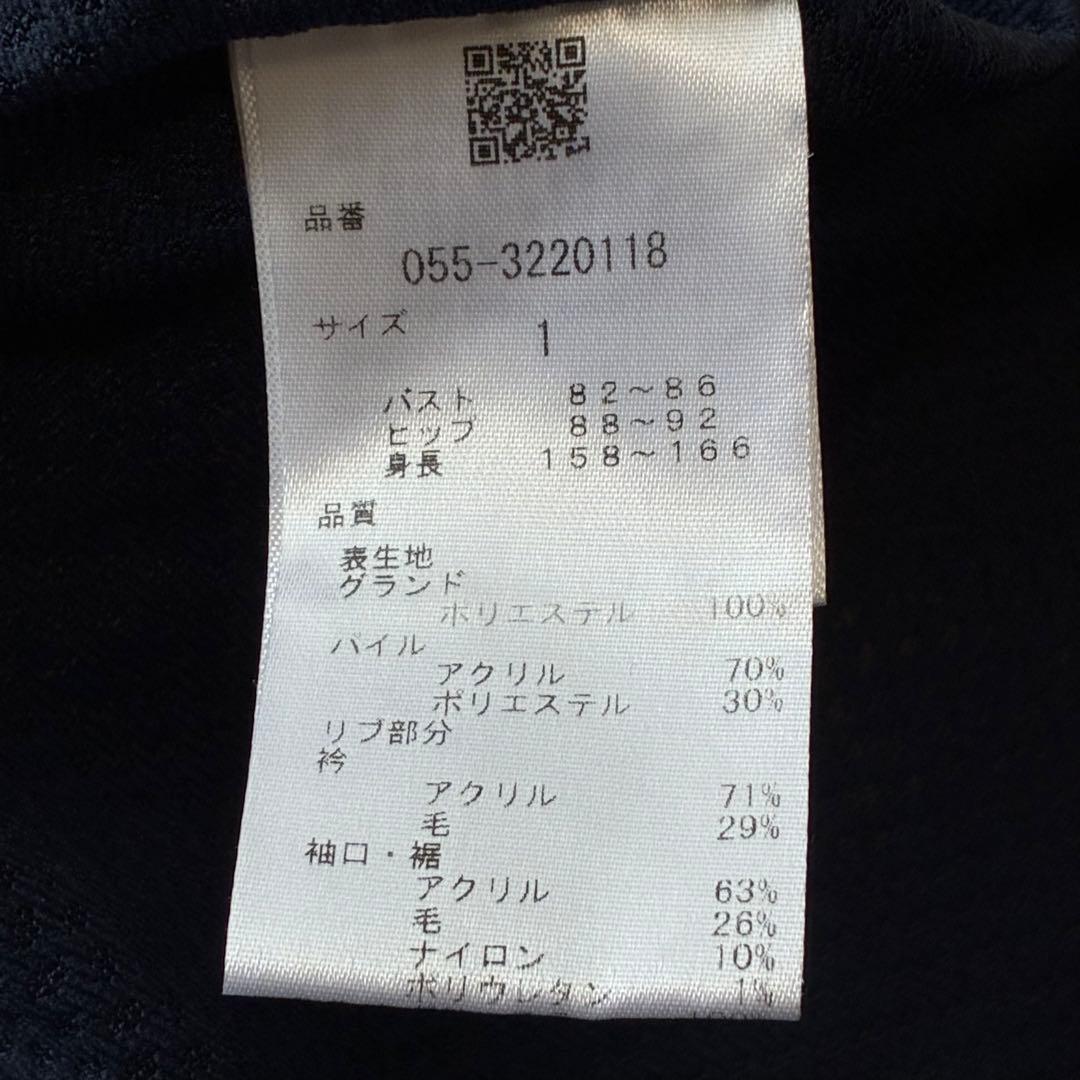 品番
055-3220118
サイズ 1
バスト 82～86
ヒップ 88～92
身長 158～166
品質
表生地
グランド
ポリエステル 100%
パイル
アクリル 70%
ポリエステル 30%
リブ部分
衿
アクリル 71%
毛 29%
袖口・裾
アクリル 63%
毛 26%
ナイロン 10%
ポリウレタン 1%